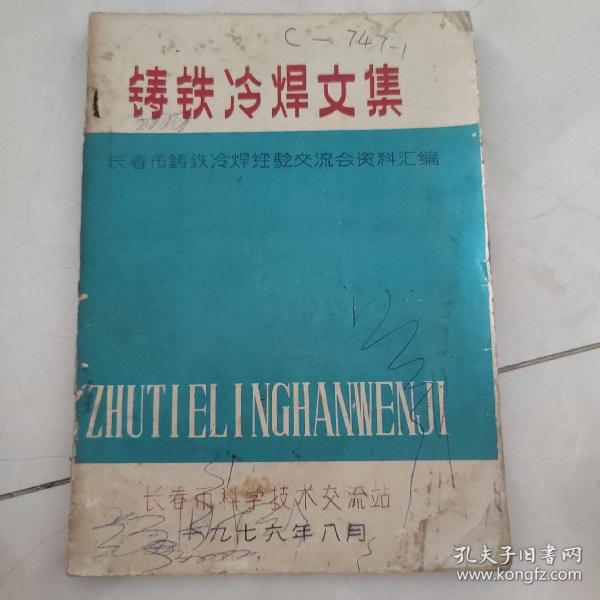 C-747-1
铸铁冷焊文集
长春市铸鉄冷焊经验交流会资料汇编
ZHUTIELINGHANWENJI
长春市科学技术交流站
一九七六年八月
孔夫子旧书网
www.kongfz.com